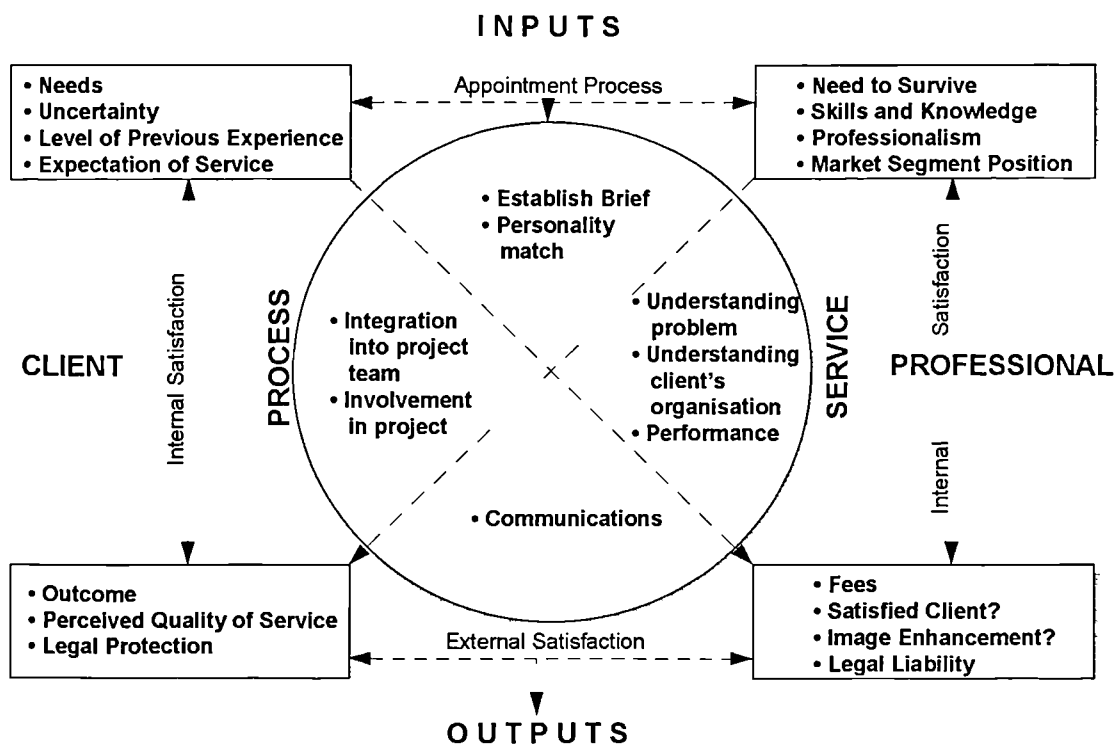 INPUTS
• Needs
• Uncertainty
• Level of Previous Experience
• Expectation of Service
Appointment Process
• Need to Survive
• Skills and Knowledge
• Professionalism
• Market Segment Position
• Establish Brief
• Personality
match
CLIENT
Internal Satisfaction
PROCESS
• Integration
into project
team
• Involvement
in project
• Understanding
problem
• Understanding
client's
organisation
• Performance
SERVICE
Internal Satisfaction
PROFESSIONAL
• Communications
• Outcome
• Perceived Quality of Service
• Legal Protection
External Satisfaction
• Fees
• Satisfied Client?
• Image Enhancement?
• Legal Liability
OUTPUTS